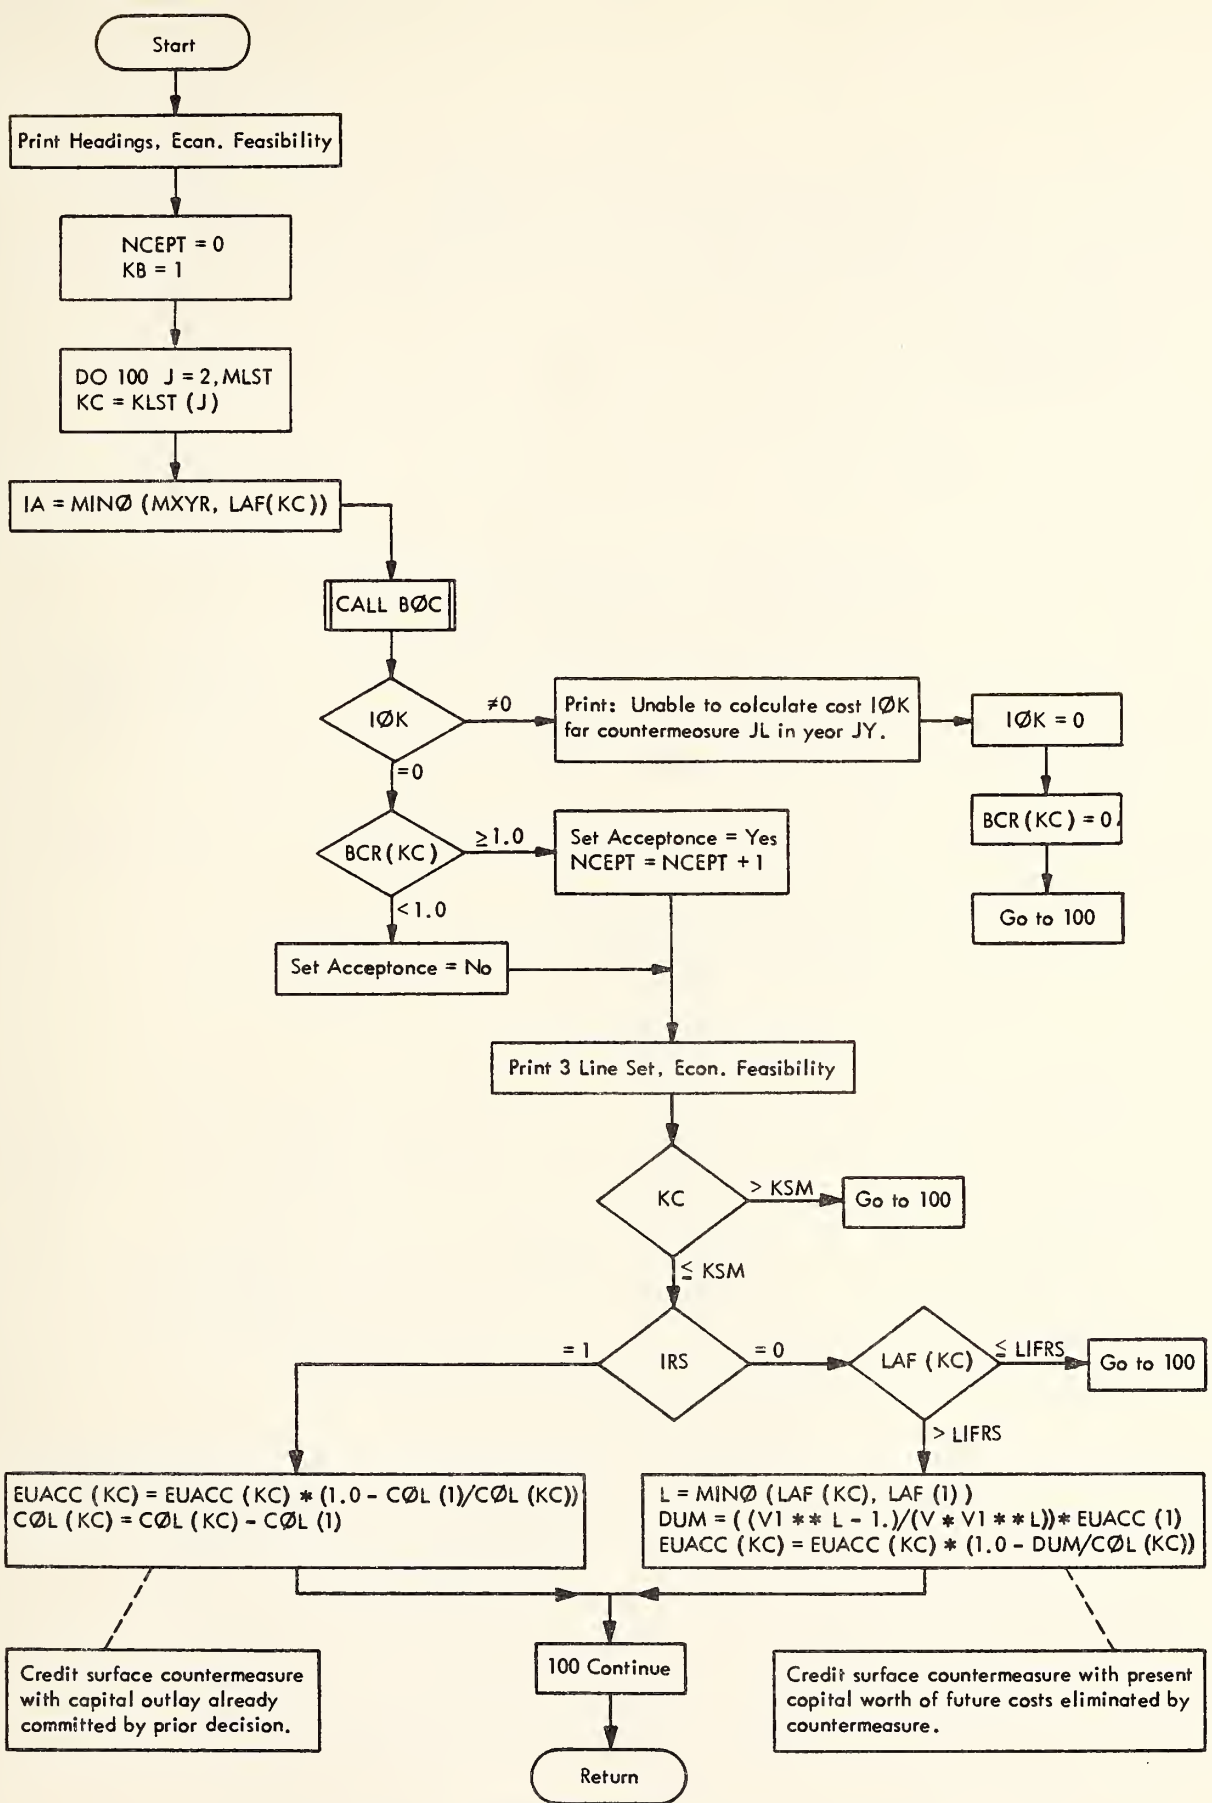 Start
Print Headings, Ecan. Feasibility
NCEPT = 0
KB = 1
DO 100 J = 2, MLST
KC = KLST (J)
IA = MINØ (MXYR, LAF(KC))
CALL BØC
IØK
≠0
Print: Unable to colculate cost IØK
far countermeosure JL in yeor JY.
IØK = 0
=0
BCR(KC) = 0.
BCR(KC)
≥1.0
Set Acceptonce = Yes
NCEPT = NCEPT + 1
<1.0
Go to 100
Set Acceptonce = No
Print 3 Line Set, Econ. Feasibility
KC
> KSM
Go to 100
≤ KSM
= 1
IRS
= 0
LAF (KC)
≤ LIFRS
Go to 100
> LIFRS
EUACC (KC) = EUACC (KC) * (1.0 - CØL (1)/CØL (KC))
CØL (KC) = CØL (KC) - CØL (1)
L = MINØ (LAF (KC), LAF (1) )
DUM = ( (V1 ** L - 1.)/(V * V1 ** L)) * EUACC (1)
EUACC (KC) = EUACC (KC) * (1.0 - DUM/CØL (KC))
Credit surface countermeasure
with capital outlay already
committed by prior decision.
100 Continue
Credit surface countermeasure with present
capital worth of future costs eliminated by
countermeasure.
Return